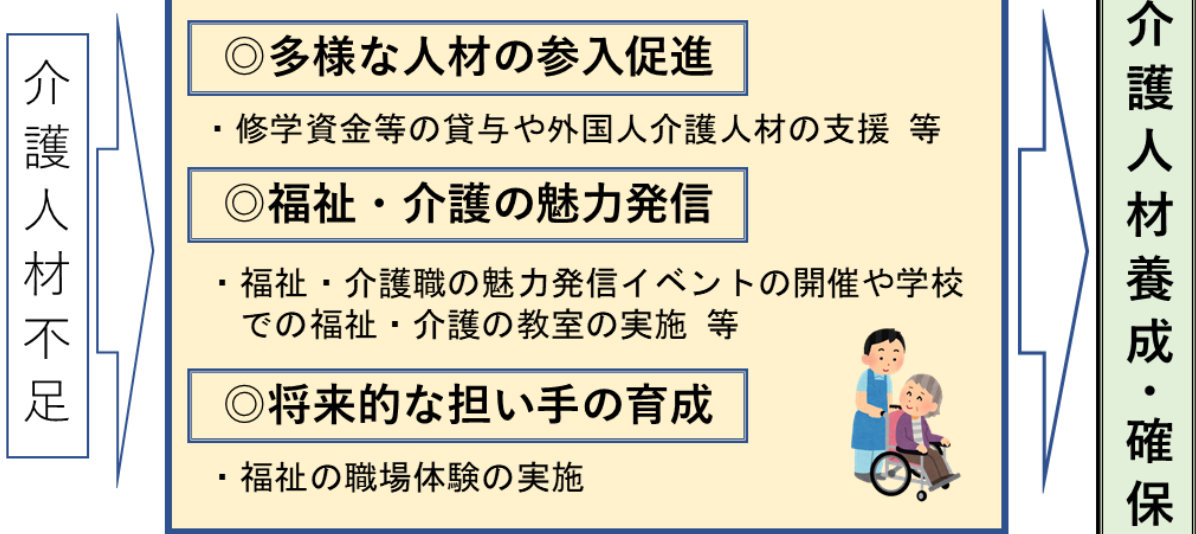 介護人材不足
◎多様な人材の参入促進
・修学資金等の貸与や外国人介護人材の支援 等
◎福祉・介護の魅力発信
・福祉・介護職の魅力発信イベントの開催や学校
での福祉・介護の教室の実施 等
◎将来的な担い手の育成
・福祉の職場体験の実施
介護人材養成・確保